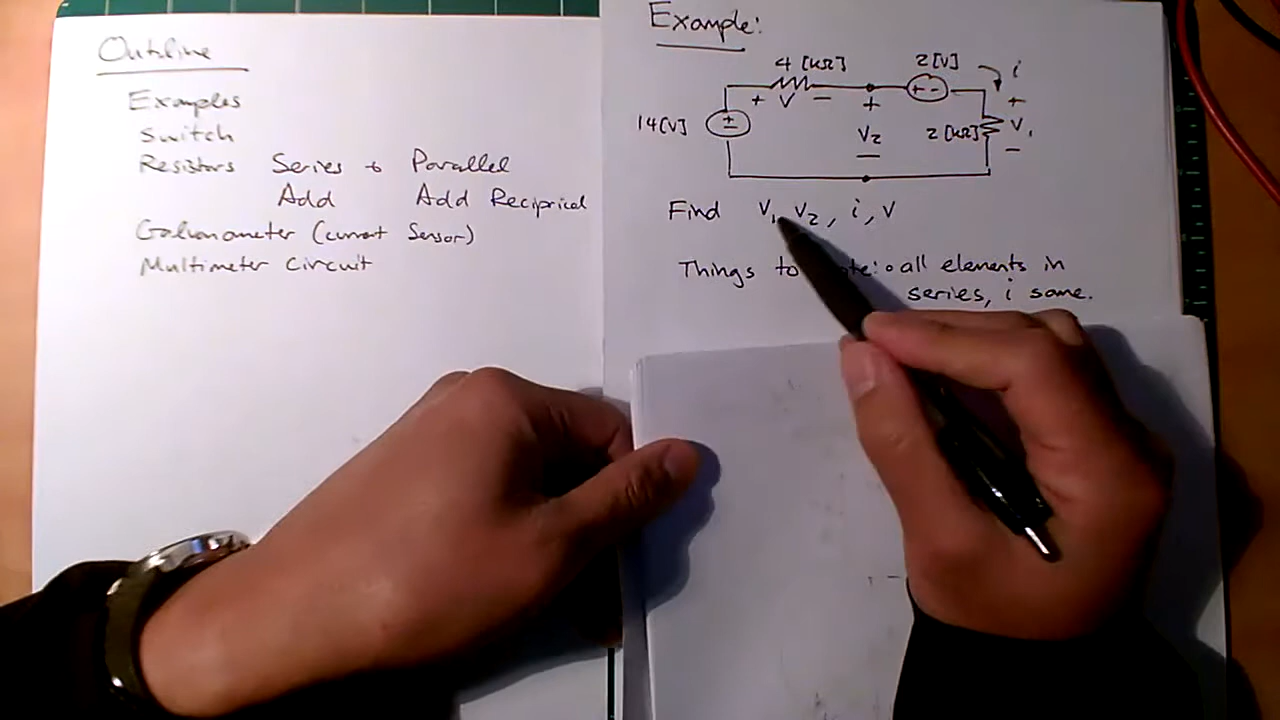 Outline
Examples
Switch
Resistors Series & Parallel
Add Add Reciprical
Galvanometer (current Sensor)
Multimeter Circuit
Example:
4 [kΩ] 2[V] i
+ V − + + − +
14[V] + − V2 2[kΩ] V1
− −
Find V1, V2, i, V
Things to note: • all elements in
series, i same.